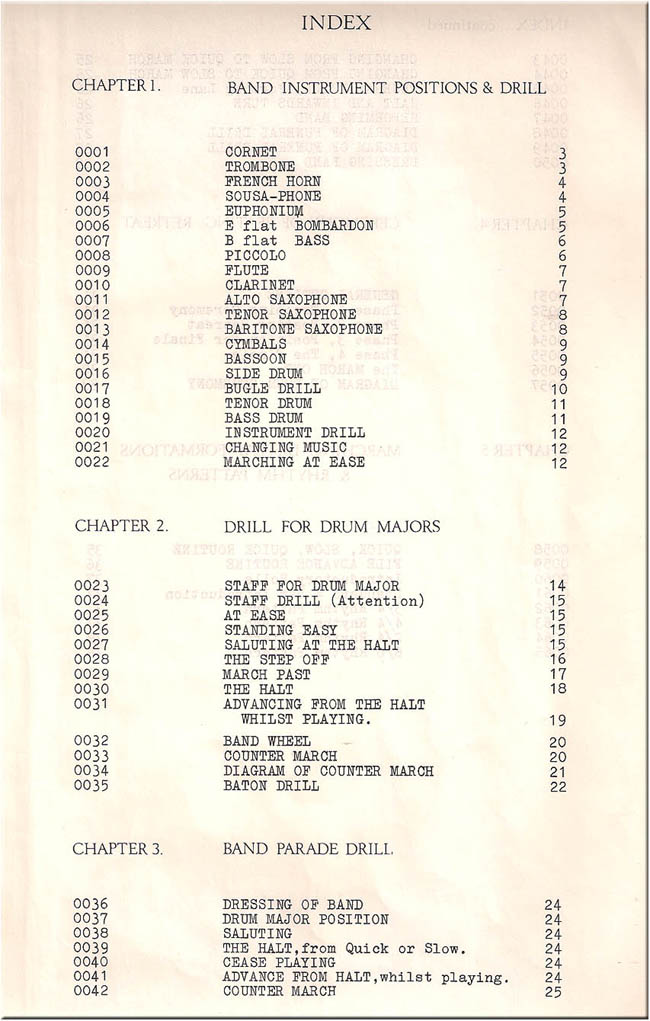 INDEX
CHAPTER 1. BAND INSTRUMENT POSITIONS & DRILL
0001 CORNET 3
0002 TROMBONE 3
0003 FRENCH HORN 4
0004 SOUSA-PHONE 4
0005 EUPHONIUM 5
0006 E flat BOMBARDON 5
0007 B flat BASS 6
0008 PICCOLO 6
0009 FLUTE 7
0010 CLARINET 7
0011 ALTO SAXOPHONE 7
0012 TENOR SAXOPHONE 8
0013 BARITONE SAXOPHONE 8
0014 CYMBALS 9
0015 BASSOON 9
0016 SIDE DRUM 9
0017 BUGLE DRILL 10
0018 TENOR DRUM 11
0019 BASS DRUM 11
0020 INSTRUMENT DRILL 12
0021 CHANGING MUSIC 12
0022 MARCHING AT EASE 12
CHAPTER 2. DRILL FOR DRUM MAJORS
0023 STAFF FOR DRUM MAJOR 14
0024 STAFF DRILL (Attention) 15
0025 AT EASE 15
0026 STANDING EASY 15
0027 SALUTING AT THE HALT 15
0028 THE STEP OFF 16
0029 MARCH PAST 17
0030 THE HALT 18
0031 ADVANCING FROM THE HALT
WHILST PLAYING. 19
0032 BAND WHEEL 20
0033 COUNTER MARCH 20
0034 DIAGRAM OF COUNTER MARCH 21
0035 BATON DRILL 22
CHAPTER 3. BAND PARADE DRILL
0036 DRESSING OF BAND 24
0037 DRUM MAJOR POSITION 24
0038 SALUTING 24
0039 THE HALT,from Quick or Slow. 24
0040 CEASE PLAYING 24
0041 ADVANCE FROM HALT,whilst playing. 24
0042 COUNTER MARCH 25